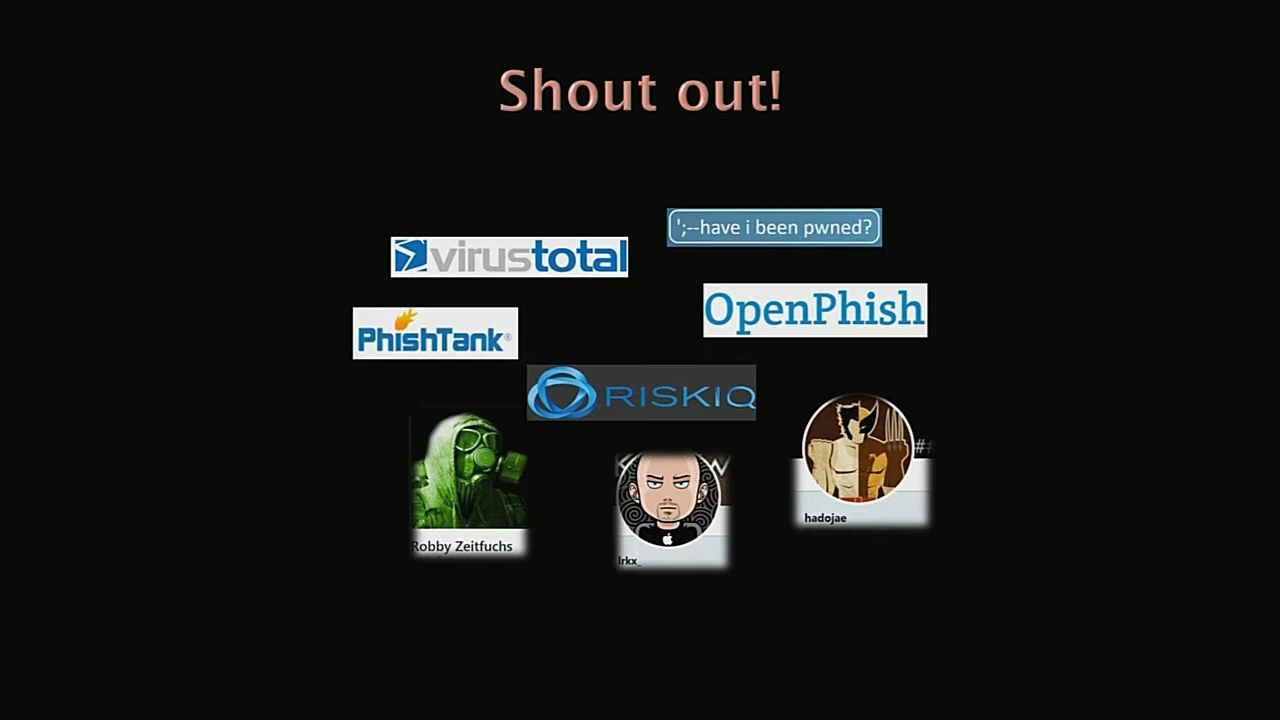 Shout out!
';--have i been pwned?
virustotal
OpenPhish
PhishTank®
RISKIQ
##
hadojae
Robby Zeitfuchs
lrkx_